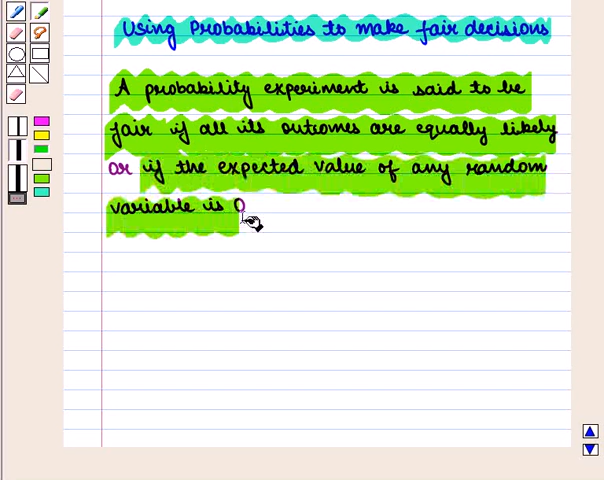 Using Probabilities to make fair decisions
A probability experiment is said to be
fair if all its outcomes are equally likely
or if the expected value of any random
variable is 0